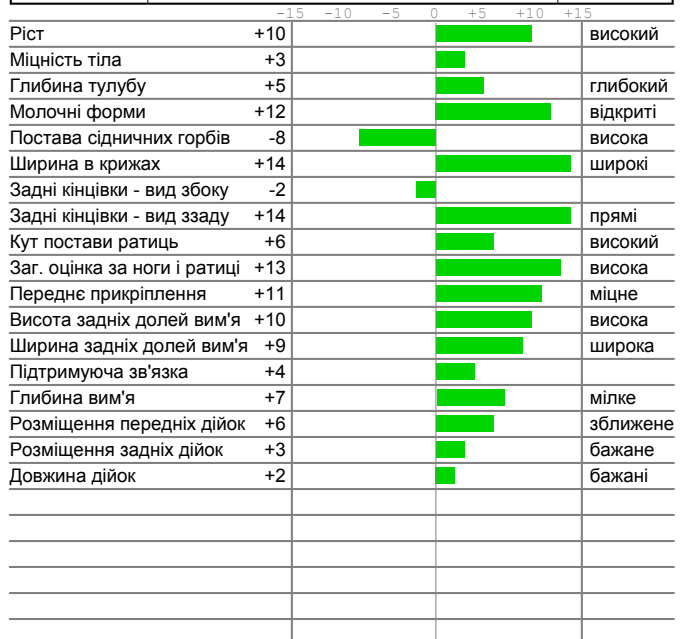 -15 -10 -5 0 +5 +10 +15
Ріст +10 високий
Міцність тіла +3
Глибина тулубу +5 глибокий
Молочні форми +12 відкриті
Постава сідничних горбів -8 висока
Ширина в крижах +14 широкі
Задні кінцівки - вид збоку -2
Задні кінцівки - вид ззаду +14 прямі
Кут постави ратиць +6 високий
Заг. оцінка за ноги і ратиці +13 висока
Переднє прикріплення +11 міцне
Висота задніх долей вим'я +10 висока
Ширина задніх долей вим'я +9 широка
Підтримуюча зв'язка +4
Глибина вим'я +7 мілке
Розміщення передніх дійок +6 зближене
Розміщення задніх дійок +3 бажане
Довжина дійок +2 бажані